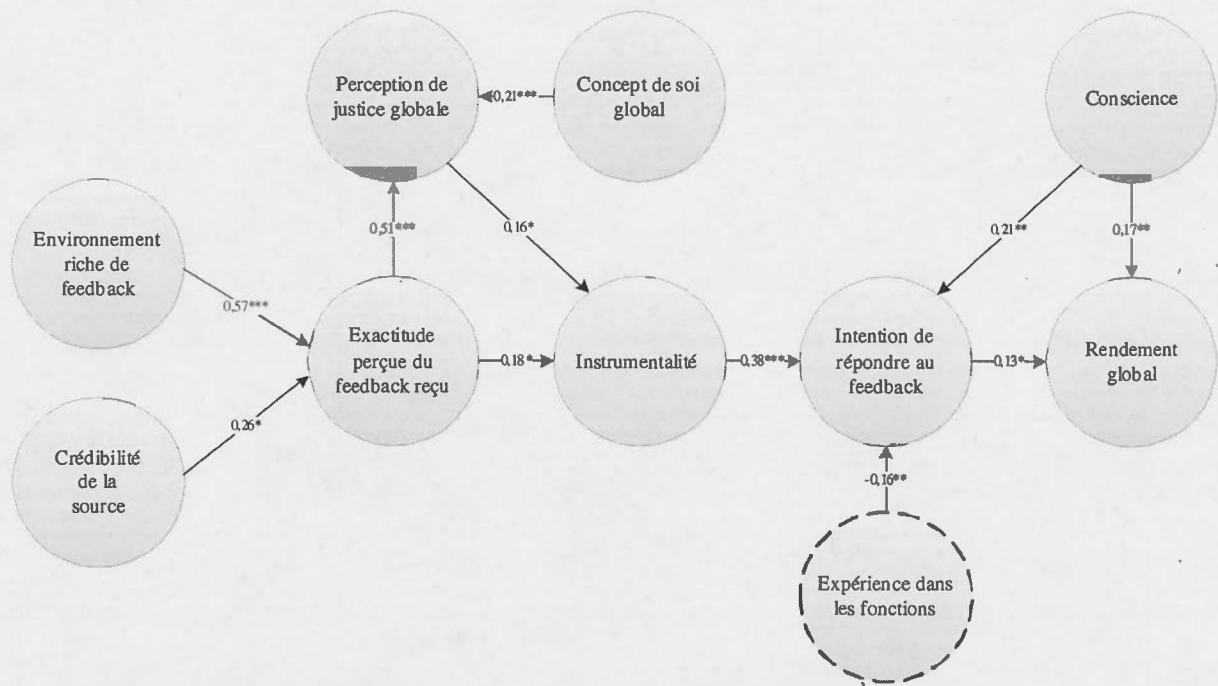 Perception de
justice globale
0,21***
Concept de soi
global
Conscience
0,51***
0,16*
0,21**
0,17**
Environnement
riche de
feedback
0,57***
Exactitude
perçue du
feedback reçu
0,18*
Instrumentalité
0,38***
Intention de
répondre au
feedback
0,13*
Rendement
global
0,26*
Crédibilité
de la
source
-0,16**
Expérience dans
les fonctions